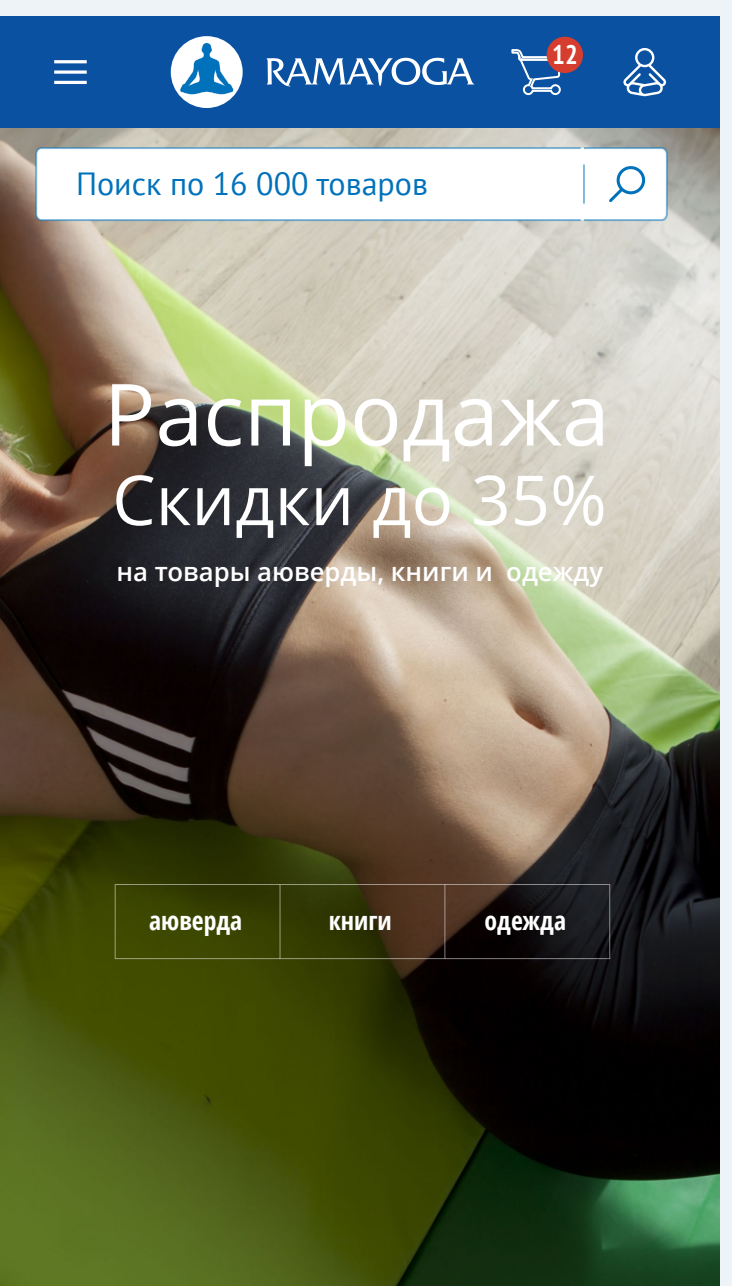 RAMAYOGA
12
Поиск по 16 000 товаров
Распродажа
Скидки до 35%
на товары аюверды, книги и одежду
аюверда
книги
одежда